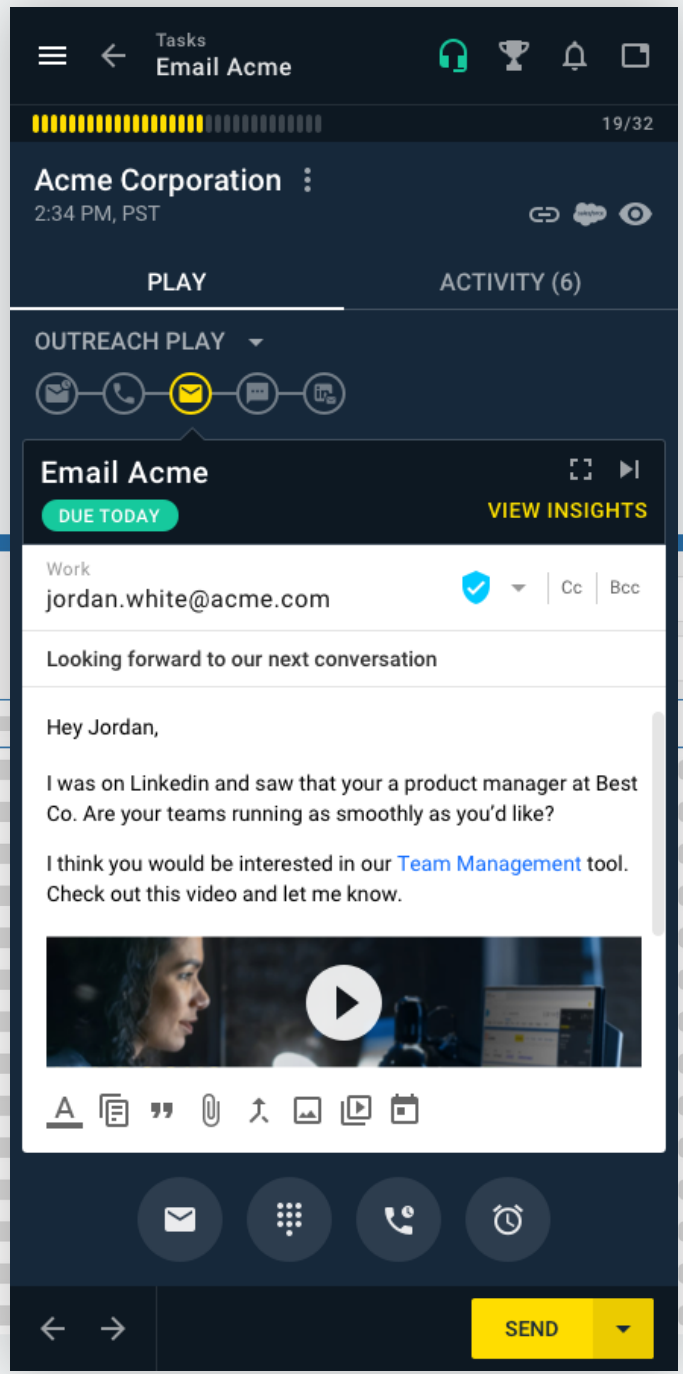 Tasks
Email Acme
19/32
Acme Corporation
2:34 PM, PST
salesforce
PLAY
ACTIVITY (6)
OUTREACH PLAY
in
Email Acme
DUE TODAY
VIEW INSIGHTS
Work
jordan.white@acme.com
Cc
Bcc
Looking forward to our next conversation
Hey Jordan,
I was on Linkedin and saw that your a product manager at Best
Co. Are your teams running as smoothly as you’d like?
I think you would be interested in our Team Management tool.
Check out this video and let me know.
A
SEND